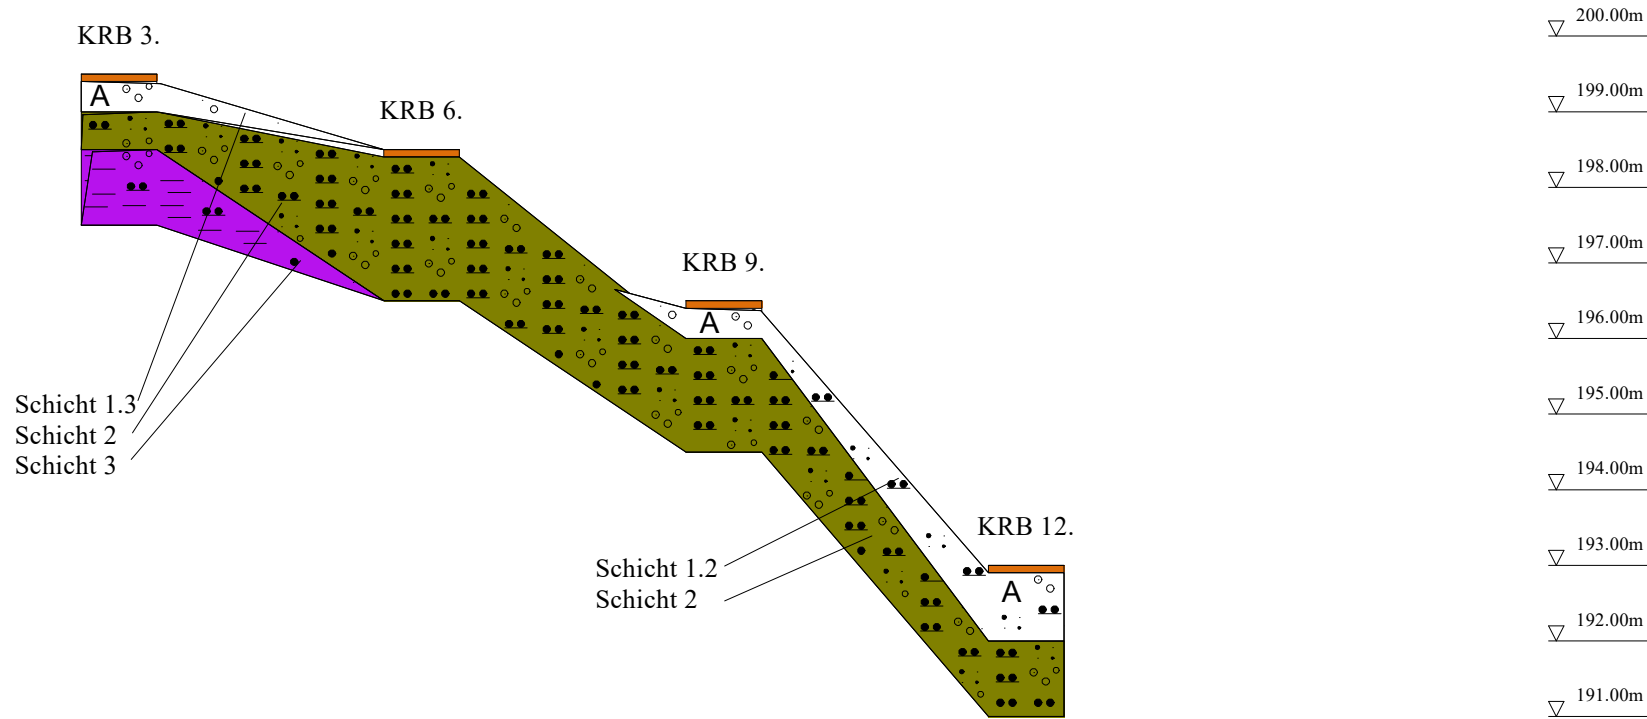 200.00m
KRB 3.
199.00m
A
KRB 6.
198.00m
197.00m
KRB 9.
196.00m
A
195.00m
Schicht 1.3
Schicht 2
Schicht 3
194.00m
KRB 12.
193.00m
Schicht 1.2
Schicht 2
A
192.00m
191.00m